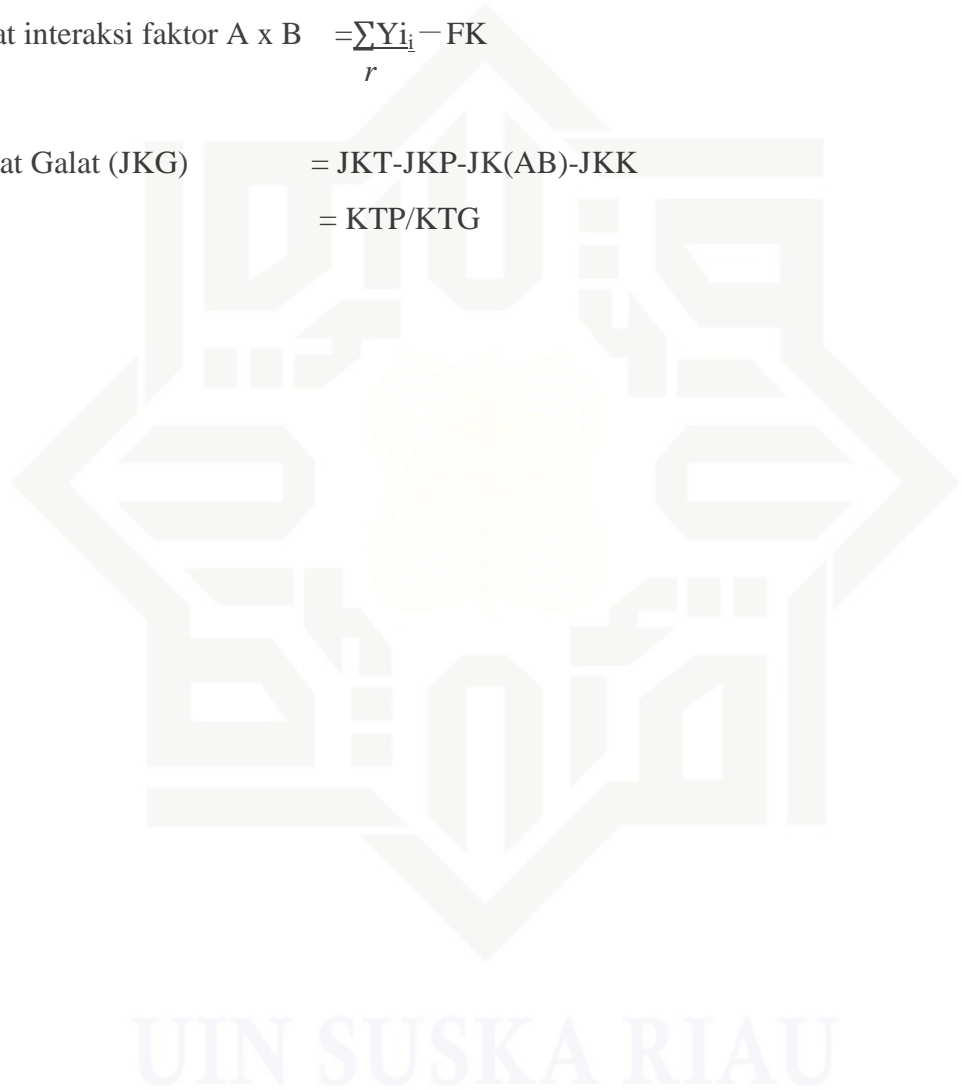 at interaksi faktor A x B =∑Yiᵢ−FK
r
at Galat (JKG) = JKT-JKP-JK(AB)-JKK
= KTP/KTG
UIN SUSKA RIAU